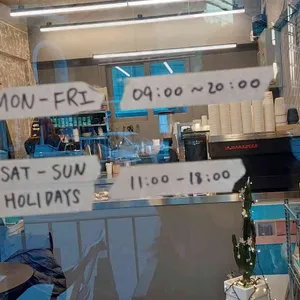 MON - FRI 09:00 ~ 20:00
SAT - SUN 11:00 - 18:00
HOLIDAYS